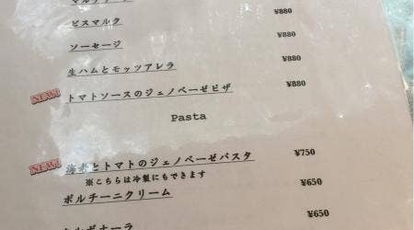 ビスマルク ¥880
ソーセージ ¥880
生ハムとモッツアレラ ¥880
NEW! トマトソースのジェノベーゼピザ ¥880
Pasta
NEW! 海老とトマトのジェノベーゼパスタ ¥750
※こちらは冷製にもできます
ポルチーニクリーム ¥650
¥650